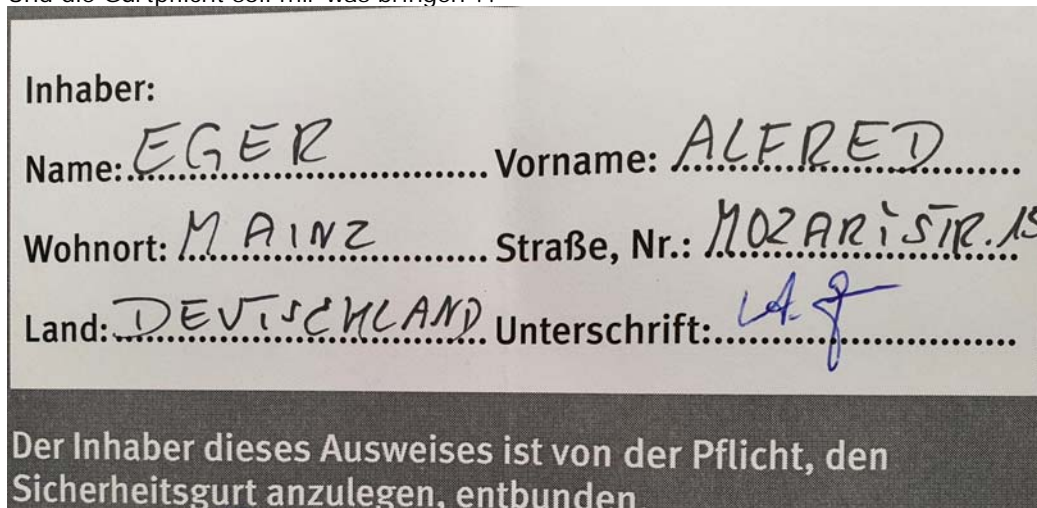 Inhaber:
Name: EGER Vorname: ALFRED
Wohnort: MAINZ Straße, Nr.: MOZARTSTR. 15
Land: DEUTSCHLAND Unterschrift:
Der Inhaber dieses Ausweises ist von der Pflicht, den
Sicherheitsgurt anzulegen, entbunden